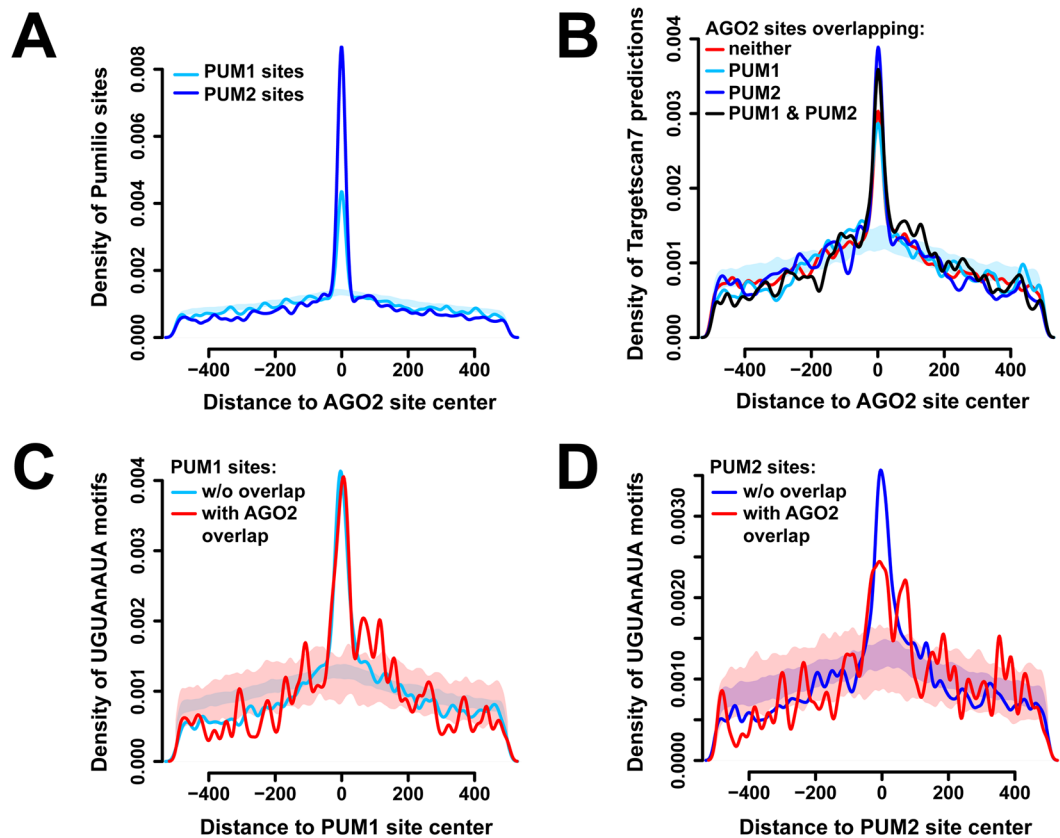 A
Density of Pumilio sites
0.000 0.002 0.004 0.006 0.008
PUM1 sites
PUM2 sites
−400 −200 0 200 400
Distance to AGO2 site center
B
Density of Targetscan7 predictions
0.000 0.001 0.002 0.003 0.004
AGO2 sites overlapping:
neither
PUM1
PUM2
PUM1 & PUM2
−400 −200 0 200 400
Distance to AGO2 site center
C
Density of UGUAnAUA motifs
0.000 0.001 0.002 0.003 0.004
PUM1 sites:
w/o overlap
with AGO2
overlap
−400 −200 0 200 400
Distance to PUM1 site center
D
Density of UGUAnAUA motifs
0.0000 0.0010 0.0020 0.0030
PUM2 sites:
w/o overlap
with AGO2
overlap
−400 −200 0 200 400
Distance to PUM2 site center